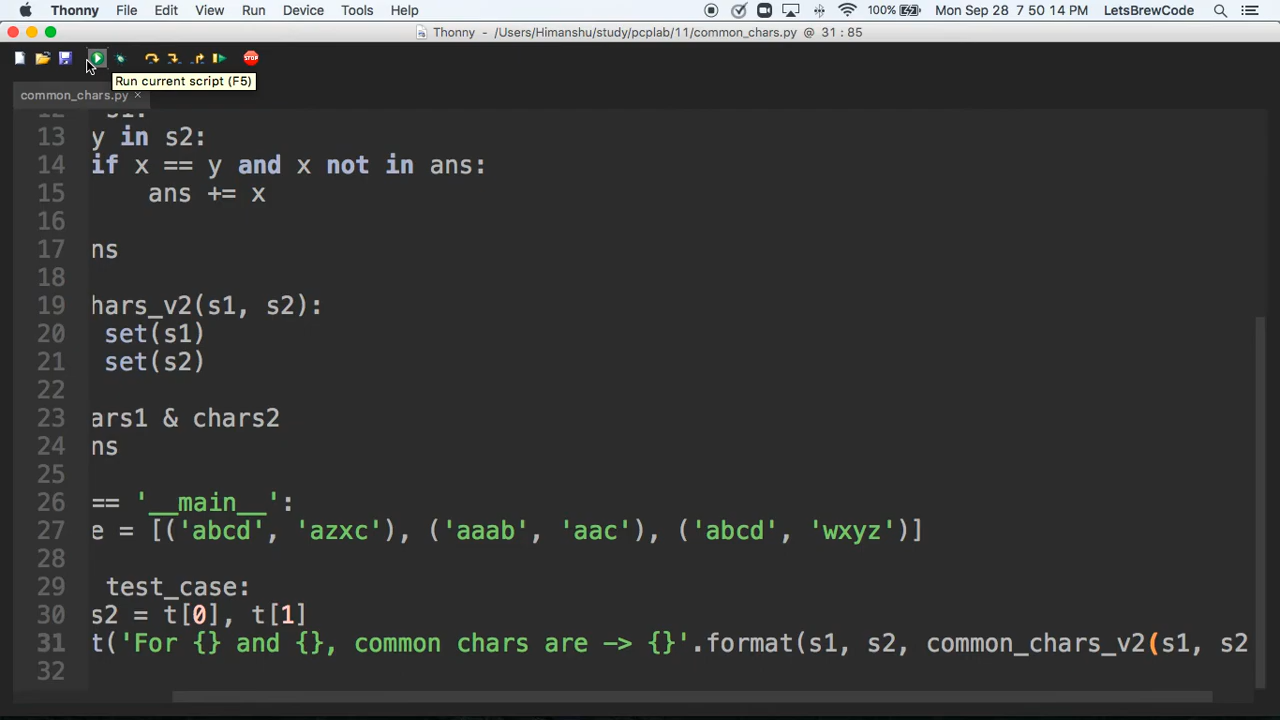 Thonny File Edit View Run Device Tools Help 100% Mon Sep 28 7 50 14 PM LetsBrewCode
Thonny - /Users/Himanshu/study/pcplab/11/common_chars.py @ 31 : 85
STOP
Run current script (F5)
common_chars.py ×
12 s1:
13 y in s2:
14 if x == y and x not in ans:
15 ans += x
16
17 ns
18
19 hars_v2(s1, s2):
20 set(s1)
21 set(s2)
22
23 ars1 & chars2
24 ns
25
26 == '__main__':
27 e = [('abcd', 'azxc'), ('aaab', 'aac'), ('abcd', 'wxyz')]
28
29 test_case:
30 s2 = t[0], t[1]
31 t('For {} and {}, common chars are -> {}'.format(s1, s2, common_chars_v2(s1, s2
32